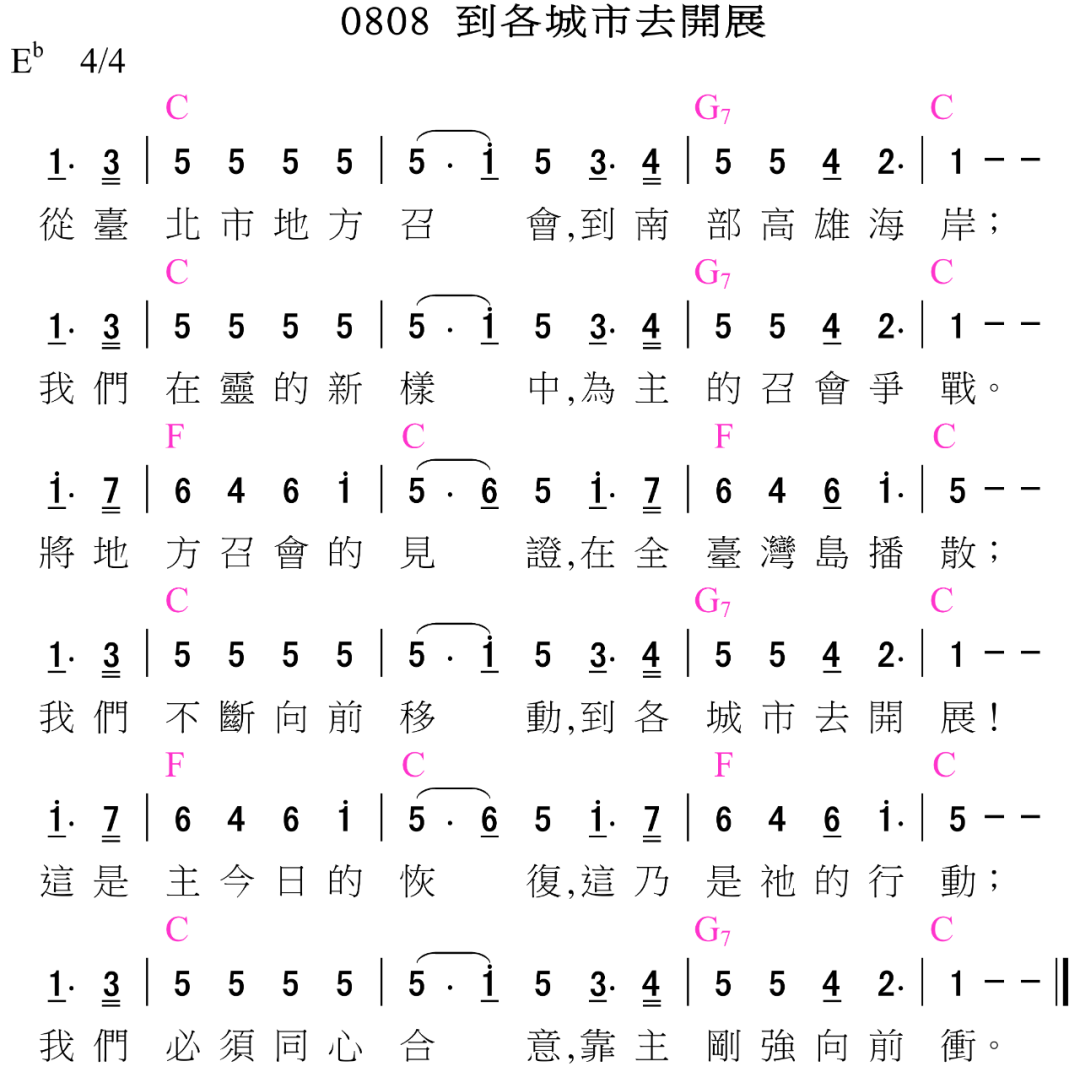 0808 到各城市去開展
E♭ 4/4
C G7 C
1· 3 | 5 5 5 5 | 5 · i 5 3· 4 | 5 5 4 2· | 1 – –
從臺 北市地方 召 會,到南 部高雄海 岸；
C G7 C
1· 3 | 5 5 5 5 | 5 · i 5 3· 4 | 5 5 4 2· | 1 – –
我們 在靈的新 樣 中,為主 的召會爭 戰。
F C F C
i· 7 | 6 4 6 i | 5 · 6 5 i· 7 | 6 4 6 i· | 5 – –
將地 方召會的 見 證,在全 臺灣島播 散；
C G7 C
1· 3 | 5 5 5 5 | 5 · i 5 3· 4 | 5 5 4 2· | 1 – –
我們 不斷向前 移 動,到各 城市去開 展！
F C F C
i· 7 | 6 4 6 i | 5 · 6 5 i· 7 | 6 4 6 i· | 5 – –
這是 主今日的 恢 復,這乃 是祂的行 動；
C G7 C
1· 3 | 5 5 5 5 | 5 · i 5 3· 4 | 5 5 4 2· | 1 – – ‖
我們 必須同心 合 意,靠主 剛強向前 衝。